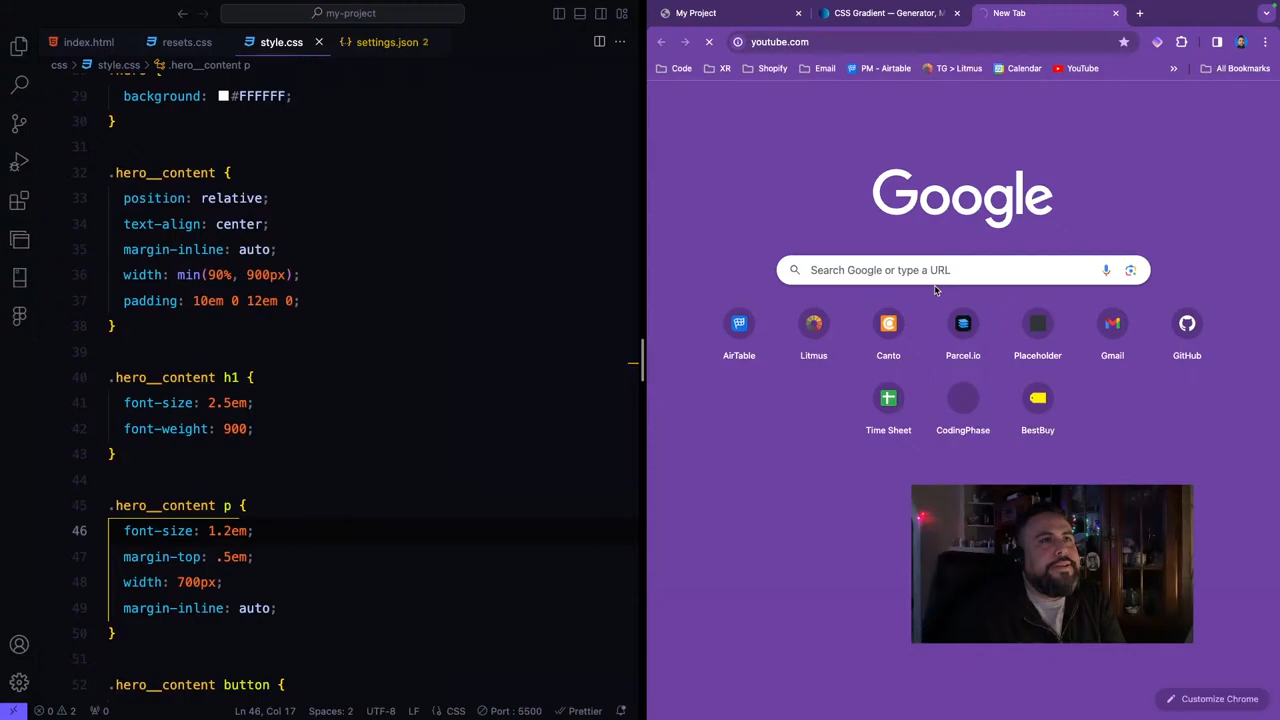 my-project
index.html
resets.css
style.css
settings.json 2
css > style.css > .hero__content p
29 background: #FFFFFF;
30 }
31
32 .hero__content {
33 position: relative;
34 text-align: center;
35 margin-inline: auto;
36 width: min(90%, 900px);
37 padding: 10em 0 12em 0;
38 }
39
40 .hero__content h1 {
41 font-size: 2.5em;
42 font-weight: 900;
43 }
44
45 .hero__content p {
46 font-size: 1.2em;
47 margin-top: .5em;
48 width: 700px;
49 margin-inline: auto;
50 }
51
52 .hero__content button {
0 2 0
Ln 46, Col 17 Spaces: 2 UTF-8 LF CSS Port : 5500 Prettier
My Project
CSS Gradient — Generator, M
New Tab
youtube.com
Code XR Shopify Email PM - Airtable TG > Litmus Calendar YouTube » All Bookmarks
Google
Search Google or type a URL
AirTable Litmus Canto Parcel.io Placeholder Gmail GitHub
Time Sheet CodingPhase BestBuy
Customize Chrome